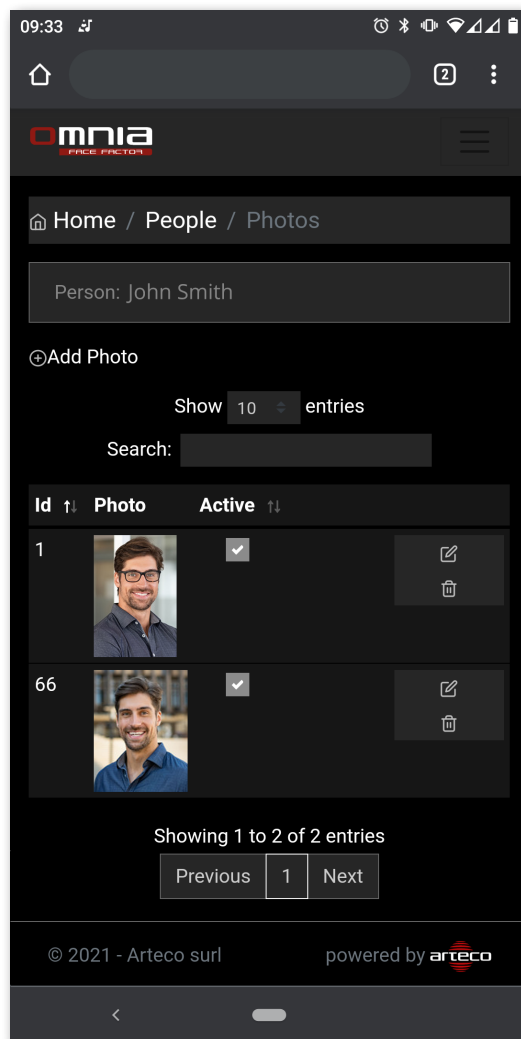 09:33
2
omnia
FACE FACTOR
Home / People / Photos
Person: John Smith
Add Photo
Show 10 entries
Search:
Id Photo Active
1
66
Showing 1 to 2 of 2 entries
Previous 1 Next
© 2021 - Arteco surl powered by arteco